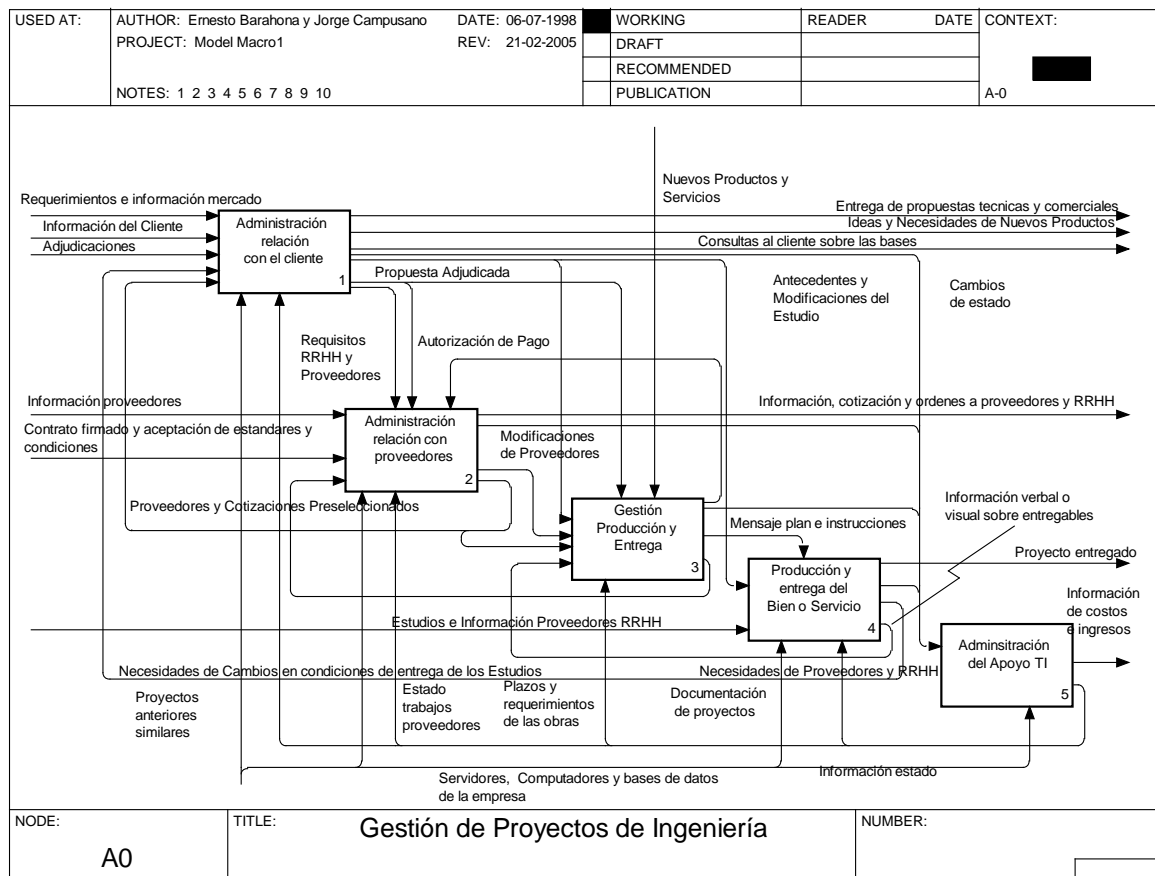 USED AT:
AUTHOR: Ernesto Barahona y Jorge Campusano
DATE: 06-07-1998
PROJECT: Model Macro1
REV: 21-02-2005
NOTES: 1 2 3 4 5 6 7 8 9 10
WORKING
DRAFT
RECOMMENDED
PUBLICATION
READER
DATE
CONTEXT:
A-0
Nuevos Productos y
Servicios
Requerimientos e información mercado
Información del Cliente
Adjudicaciones
Administración
relación
con el cliente
1
Entrega de propuestas tecnicas y comerciales
Ideas y Necesidades de Nuevos Productos
Consultas al cliente sobre las bases
Propuesta Adjudicada
Antecedentes y
Modificaciones del
Estudio
Cambios
de estado
Requisitos
RRHH y
Proveedores
Autorización de Pago
Información proveedores
Contrato firmado y aceptación de estandares y
condiciones
Administración
relación con
proveedores
2
Información, cotización y ordenes a proveedores y RRHH
Modificaciones
de Proveedores
Proveedores y Cotizaciones Preseleccionados
Gestión
Producción y
Entrega
3
Mensaje plan e instrucciones
Información verbal o
visual sobre entregables
Proyecto entregado
Producción y
entrega del
Bien o Servicio
4
Información
de costos
e ingresos
Estudios e Información Proveedores RRHH
Adminsitración
del Apoyo TI
5
Necesidades de Cambios en condiciones de entrega de los Estudios
Necesidades de Proveedores y RRHH
Proyectos
anteriores
similares
Estado
trabajos
proveedores
Plazos y
requerimientos
de las obras
Documentación
de proyectos
Información estado
Servidores, Computadores y bases de datos
de la empresa
NODE:
A0
TITLE:
Gestión de Proyectos de Ingeniería
NUMBER: